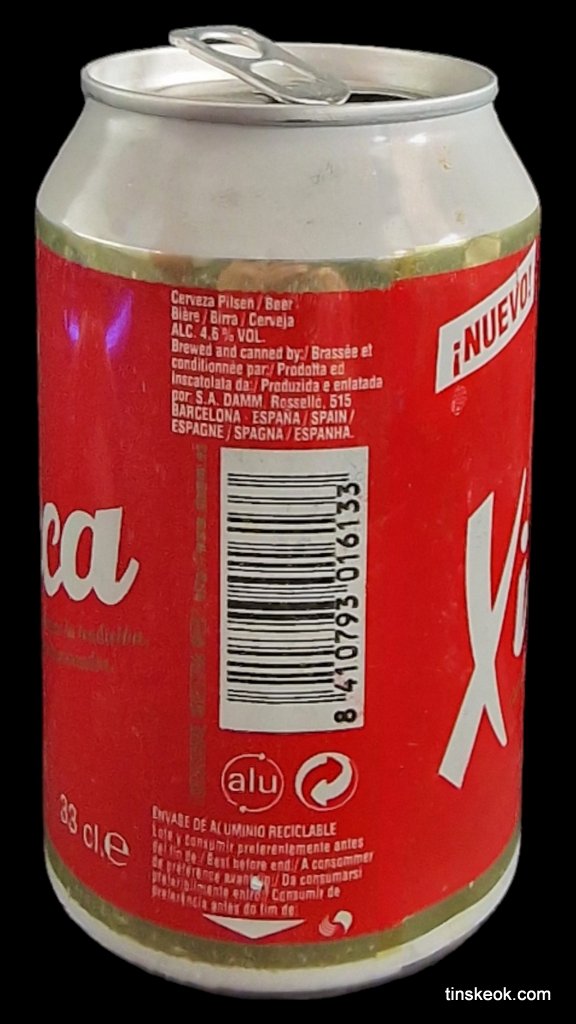 Cerveza Pilsen / Beer
Bière / Birra / Cerveja
ALC. 4,6 % VOL.
Brewed and canned by: / Brassée et
conditionnée par: / Prodotta ed
Inscatolata da: / Produzida e enlatada
por: S.A. DAMM. Rosselló, 515
BARCELONA - ESPAÑA / SPAIN /
ESPAGNE / SPAGNA / ESPANHA.
¡NUEVO!
Xi
ca
8 410793 016133
alu
33 cl.e
ENVASE DE ALUMINIO RECICLABLE
Lote y consumir preferentemente antes
del fin de: / Best before end: / A consommer
de préférence avant fin: / Da consumarsi
preferibilmente entro: / Consumir de
Preferência antes do fim de:
tinskeok.com